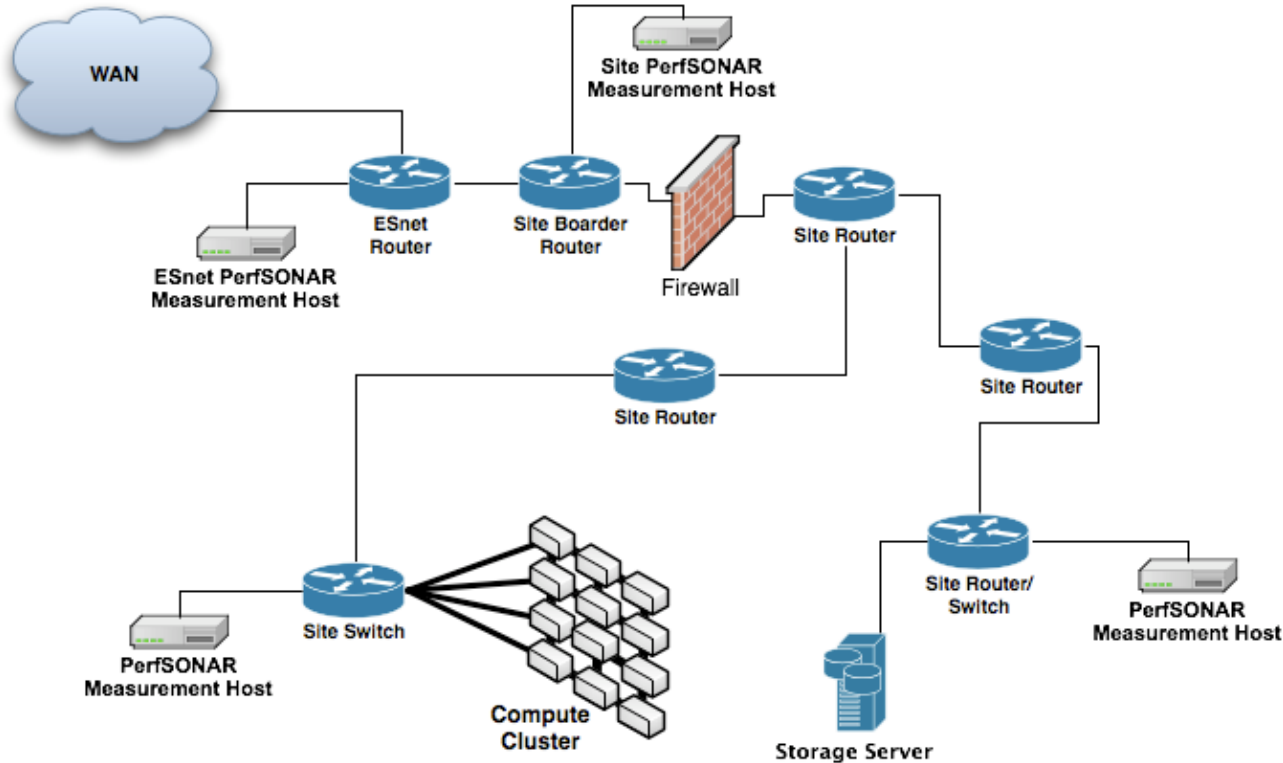 WAN
Site PerfSONAR
Measurement Host
ESnet
Router
Site Boarder
Router
Site Router
ESnet PerfSONAR
Measurement Host
Firewall
Site Router
Site Router
Site Switch
PerfSONAR
Measurement Host
Compute
Cluster
Site Router/
Switch
PerfSONAR
Measurement Host
Storage Server